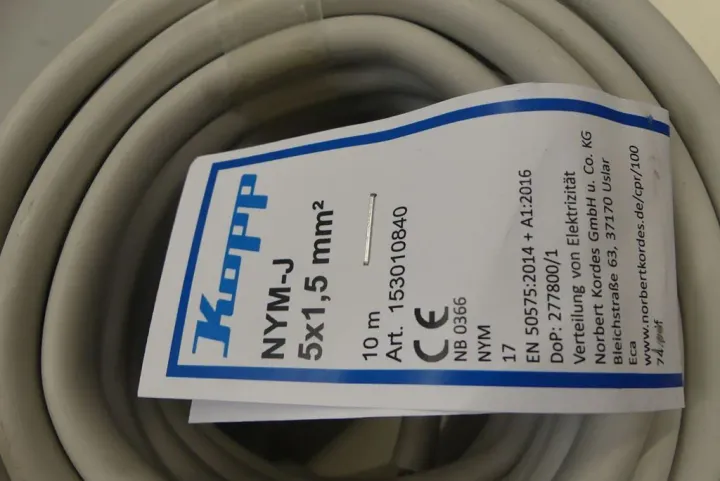 Kopp
NYM-J
5x1,5 mm²
10 m
Art. 153010840
CE
NB 0366
NYM
17
EN 50575:2014 + A1:2016
DoP: 277800/1
Verteilung von Elektrizität
Norbert Kordes GmbH u. Co. KG
Bleichstraße 63, 37170 Uslar
Eca
www.norbertkordes.de/cpr/100
74.pdf